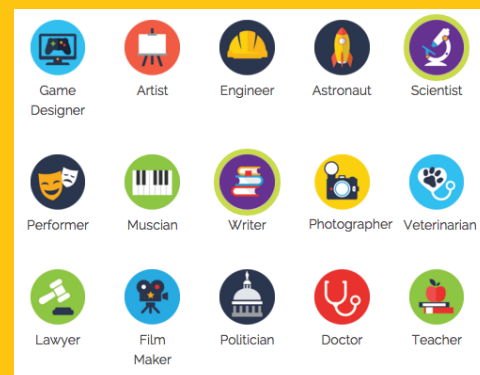 Game Designer
Artist
Engineer
Astronaut
Scientist
Performer
Muscian
Writer
Photographer
Veterinarian
Lawyer
Film Maker
Politician
Doctor
Teacher